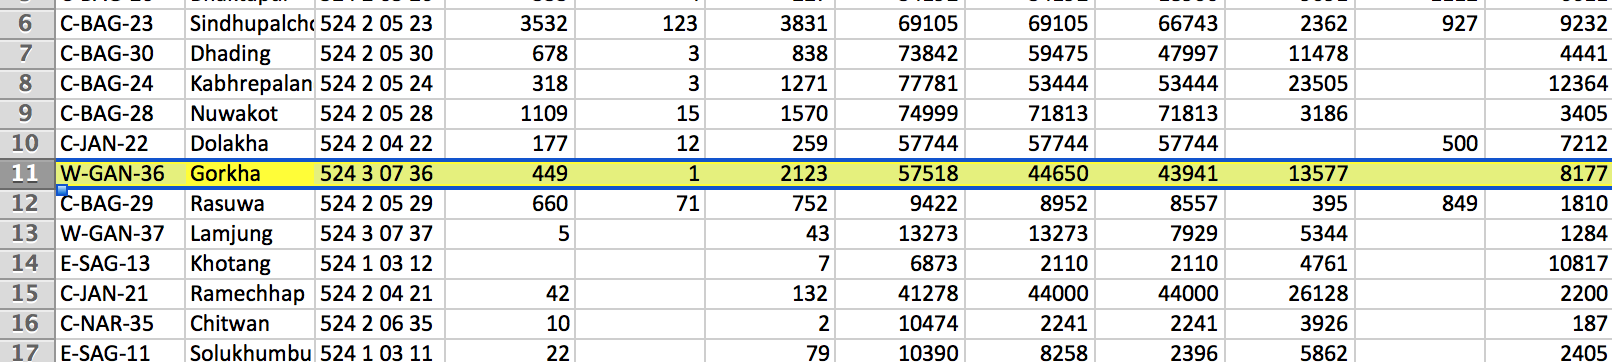 6 C-BAG-23 Sindhupalch 524 2 05 23 3532 123 3831 69105 69105 66743 2362 927 9232
7 C-BAG-30 Dhading 524 2 05 30 678 3 838 73842 59475 47997 11478 4441
8 C-BAG-24 Kabhrepalan 524 2 05 24 318 3 1271 77781 53444 53444 23505 12364
9 C-BAG-28 Nuwakot 524 2 05 28 1109 15 1570 74999 71813 71813 3186 3405
10 C-JAN-22 Dolakha 524 2 04 22 177 12 259 57744 57744 57744 500 7212
11 W-GAN-36 Gorkha 524 3 07 36 449 1 2123 57518 44650 43941 13577 8177
12 C-BAG-29 Rasuwa 524 2 05 29 660 71 752 9422 8952 8557 395 849 1810
13 W-GAN-37 Lamjung 524 3 07 37 5 43 13273 13273 7929 5344 1284
14 E-SAG-13 Khotang 524 1 03 12 7 6873 2110 2110 4761 10817
15 C-JAN-21 Ramechhap 524 2 04 21 42 132 41278 44000 44000 26128 2200
16 C-NAR-35 Chitwan 524 2 06 35 10 2 10474 2241 2241 3926 187
17 E-SAG-11 Solukhumbu 524 1 03 11 22 79 10390 8258 2396 5862 2405